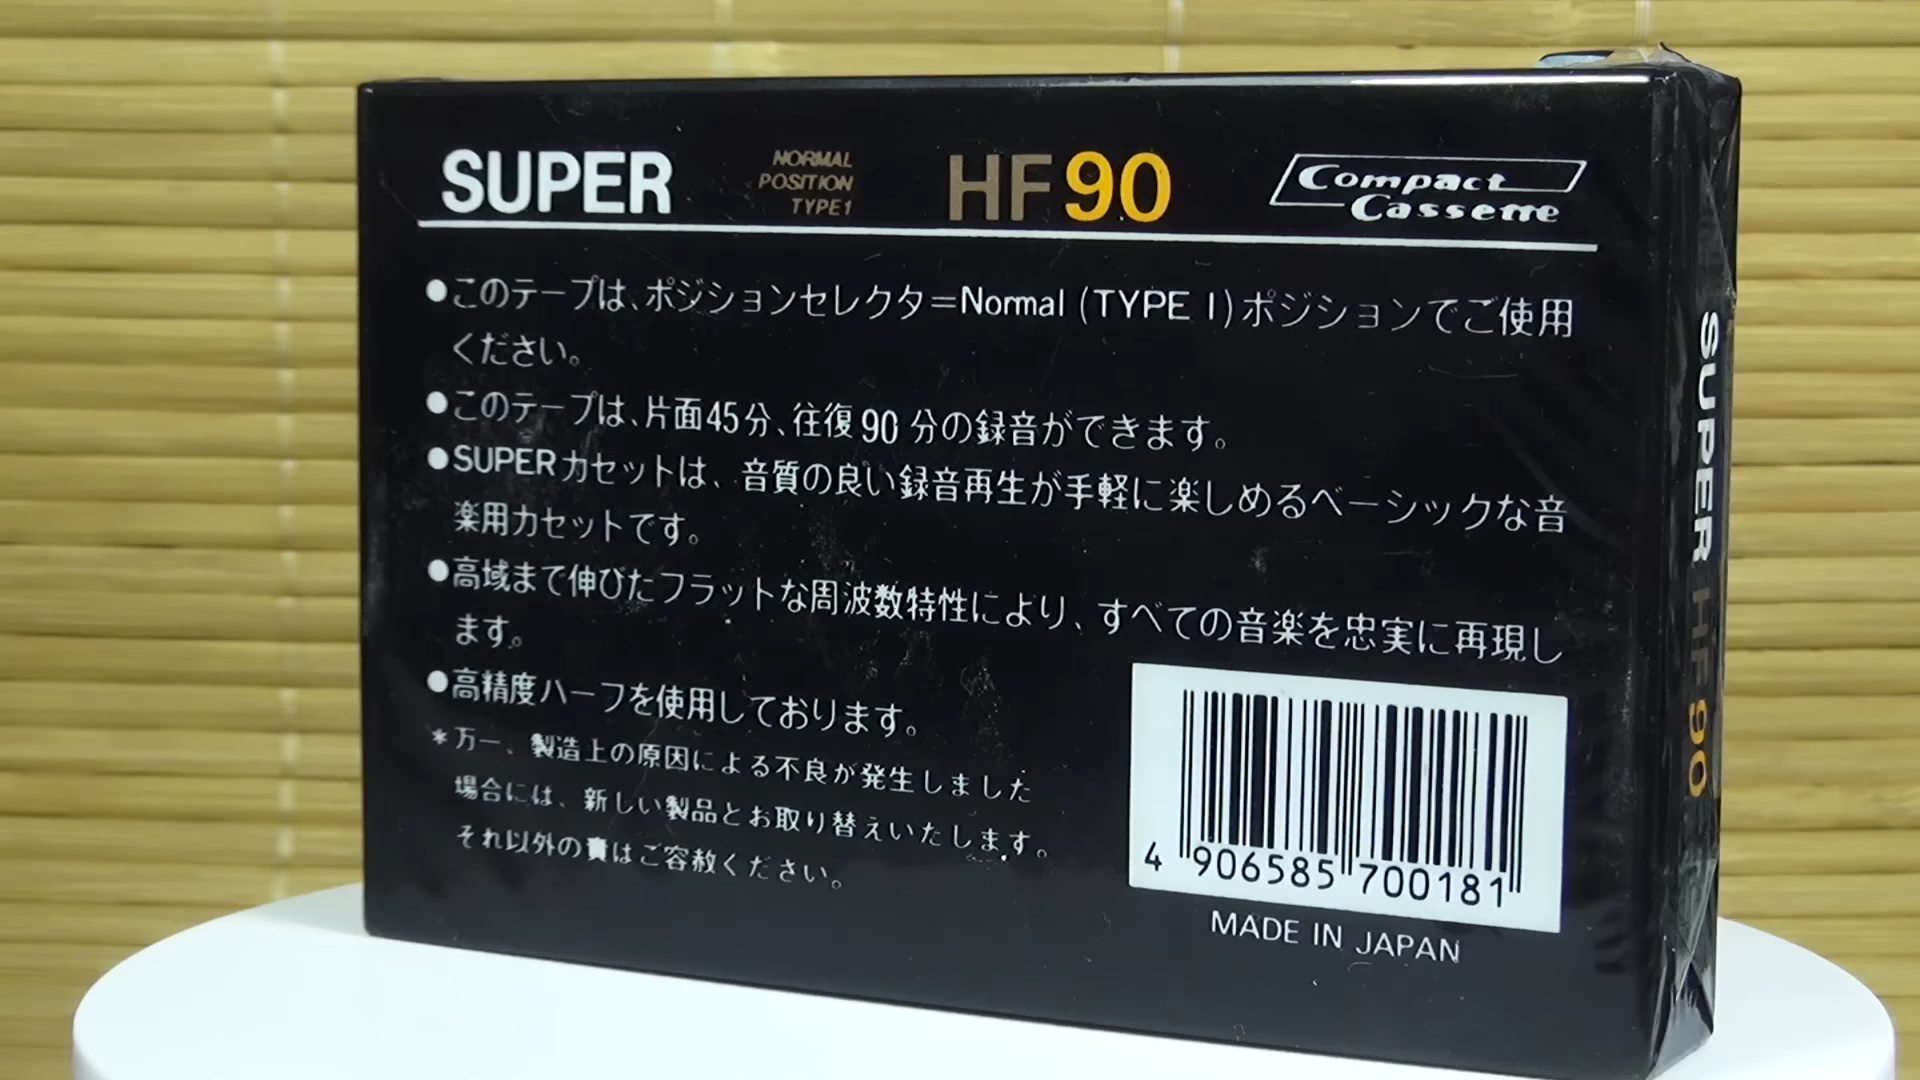 SUPER
NORMAL
POSITION
TYPE I
HF 90
Compact
Cassette
●このテープは、ポジションセレクタ=Normal (TYPE I)ポジションでご使用
ください。
●このテープは、片面45分、往復90分の録音ができます。
●SUPERカセットは、音質の良い録音再生が手軽に楽しめるベーシックな音
楽用カセットです。
●高域まで伸びたフラットな周波数特性により、すべての音楽を忠実に再現し
ます。
●高精度ハーフを使用しております。
*万一、製造上の原因による不良が発生しました
場合には、新しい製品とお取り替えいたします。
それ以外の責はご容赦ください。
4 906585 700181
MADE IN JAPAN
SUPER HF 90